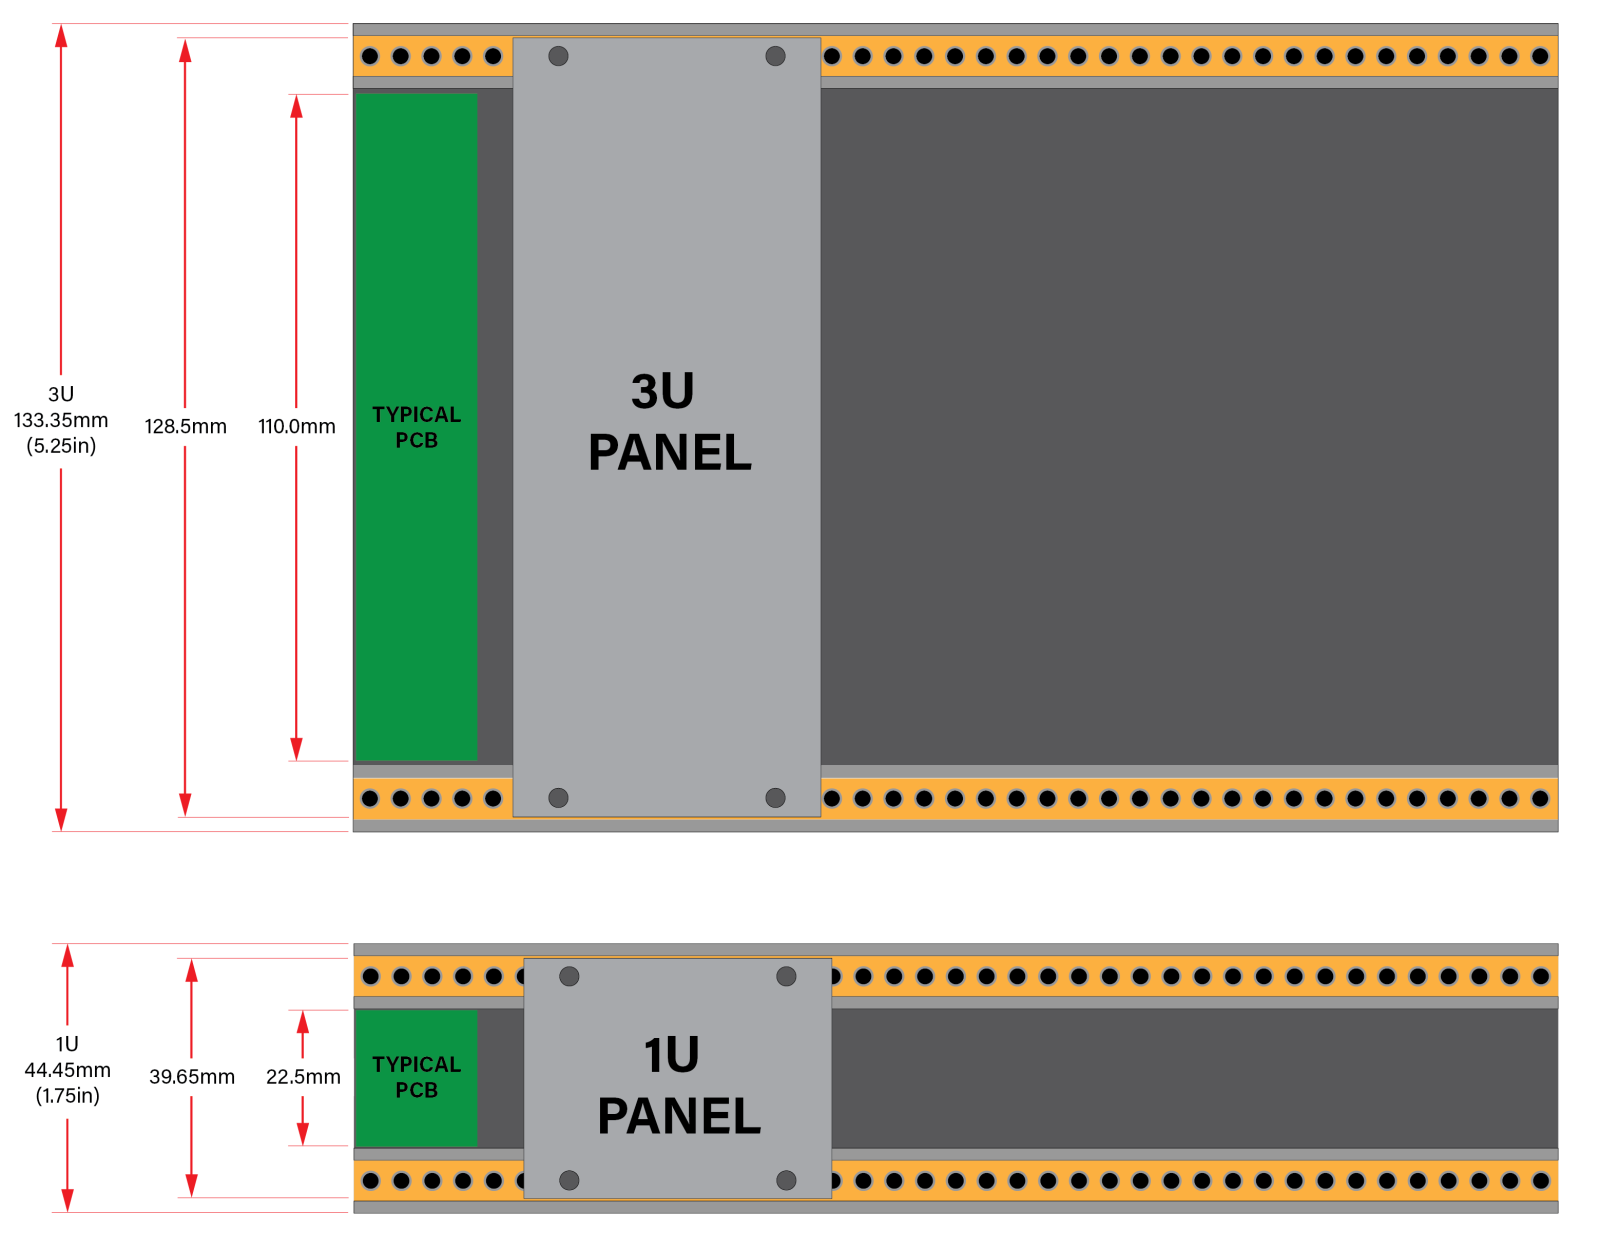 3U
133.35mm
(5.25in)
128.5mm
110.0mm
TYPICAL
PCB
3U
PANEL
1U
44.45mm
(1.75in)
39.65mm
22.5mm
TYPICAL
PCB
1U
PANEL